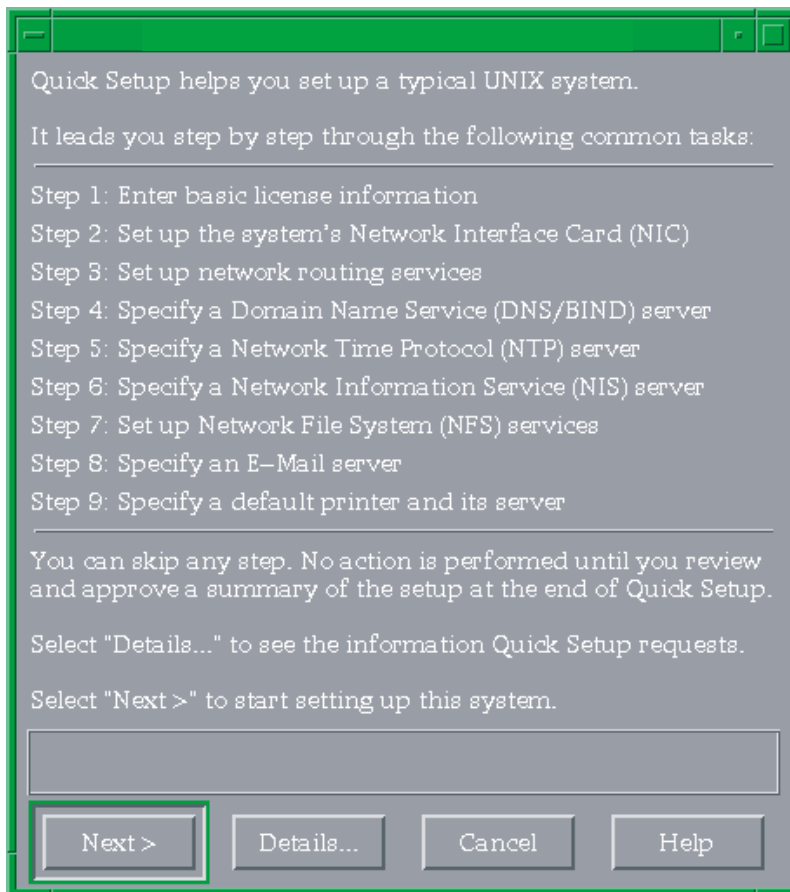 Quick Setup helps you set up a typical UNIX system.
It leads you step by step through the following common tasks:
Step 1: Enter basic license information
Step 2: Set up the system's Network Interface Card (NIC)
Step 3: Set up network routing services
Step 4: Specify a Domain Name Service (DNS/BIND) server
Step 5: Specify a Network Time Protocol (NTP) server
Step 6: Specify a Network Information Service (NIS) server
Step 7: Set up Network File System (NFS) services
Step 8: Specify an E-Mail server
Step 9: Specify a default printer and its server
You can skip any step. No action is performed until you review
and approve a summary of the setup at the end of Quick Setup.
Select "Details..." to see the information Quick Setup requests.
Select "Next >" to start setting up this system.
Next > Details... Cancel Help